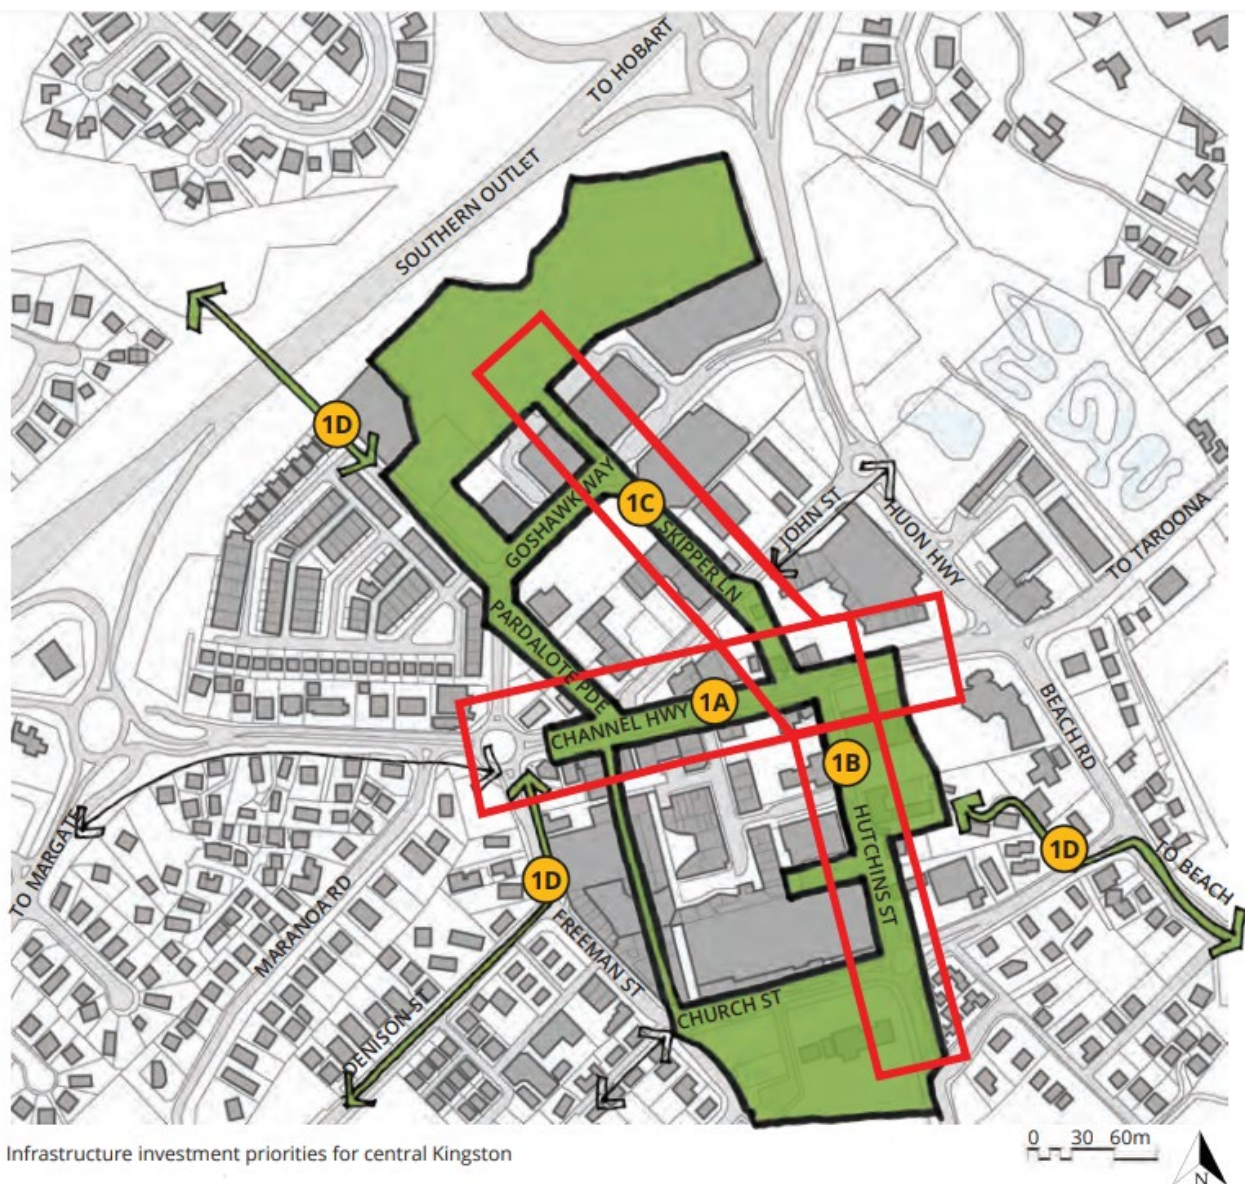 TO HOBART
SOUTHERN OUTLET
1D
1C
GOSHAWK WAY
SKIPPER LN
JOHN ST
HUON HWY
TO TAROONA
PARDALOTE PDE
1A
CHANNEL HWY
BEACH RD
1B
HUTCHINS ST
1D
TO BEACH
1D
TO MARGATE
MARANOA RD
FREEMAN ST
DENISON ST
CHURCH ST
Infrastructure investment priorities for central Kingston
0 30 60m
N